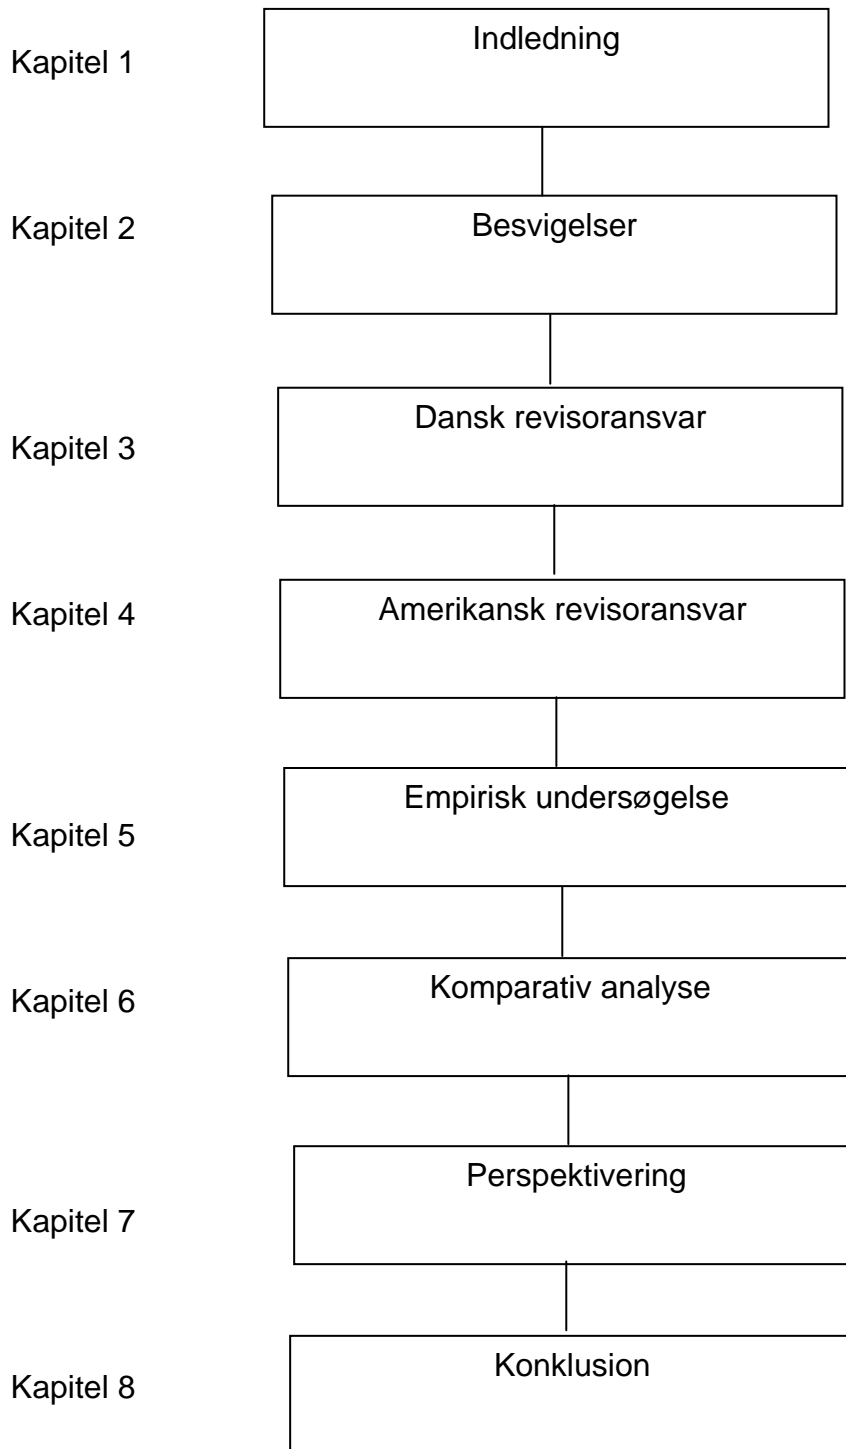 Indledning
Kapitel 1
Besvigelser
Kapitel 2
Dansk revisoransvar
Kapitel 3
Amerikansk revisoransvar
Kapitel 4
Empirisk undersøgelse
Kapitel 5
Komparativ analyse
Kapitel 6
Perspektivering
Kapitel 7
Konklusion
Kapitel 8